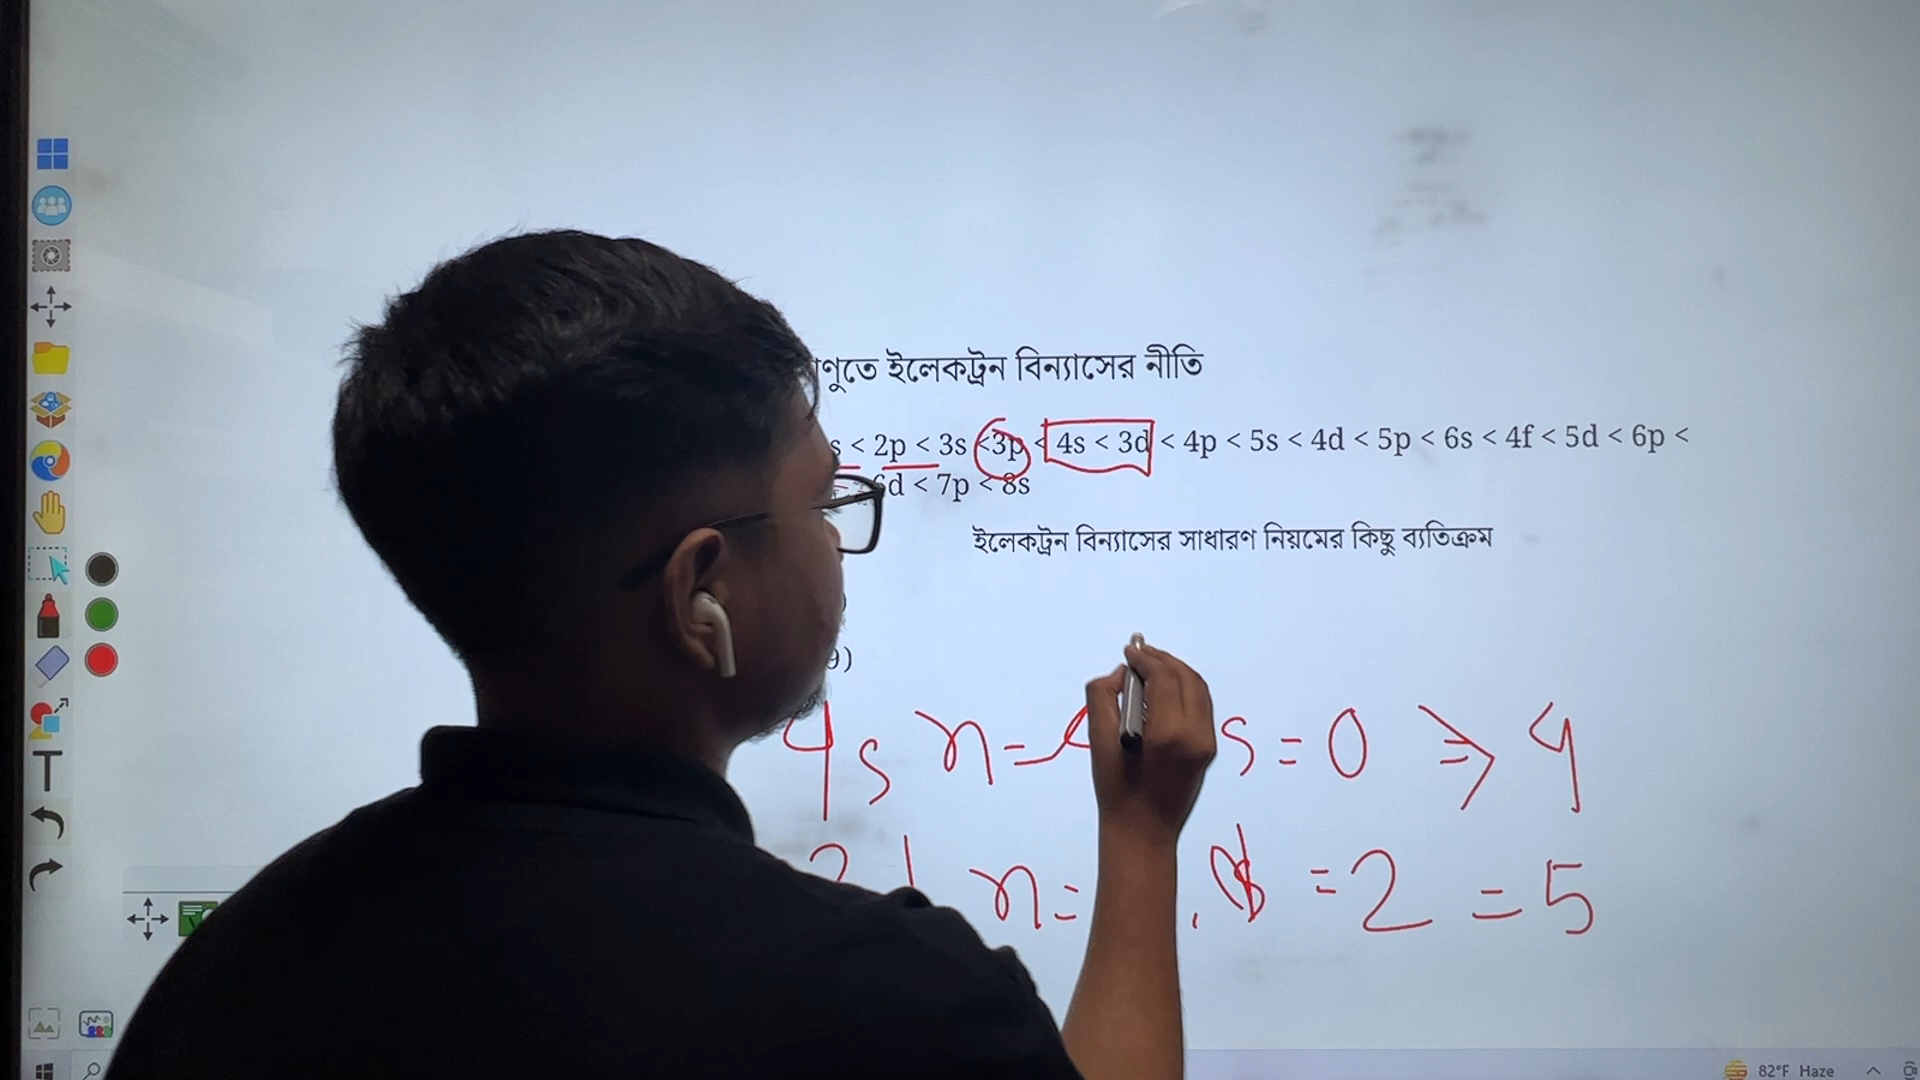 ইলেকট্রন বিন্যাসের নীতি
s < 2p < 3s <3p < 4s < 3d < 4p < 5s < 4d < 5p < 6s < 4f < 5d < 6p <
6d < 7p < 8s
ইলেকট্রন বিন্যাসের সাধারণ নিয়মের কিছু ব্যতিক্রম
4s n= s = 0 ⇒ 4
n= , = 2 = 5
82°F Haze